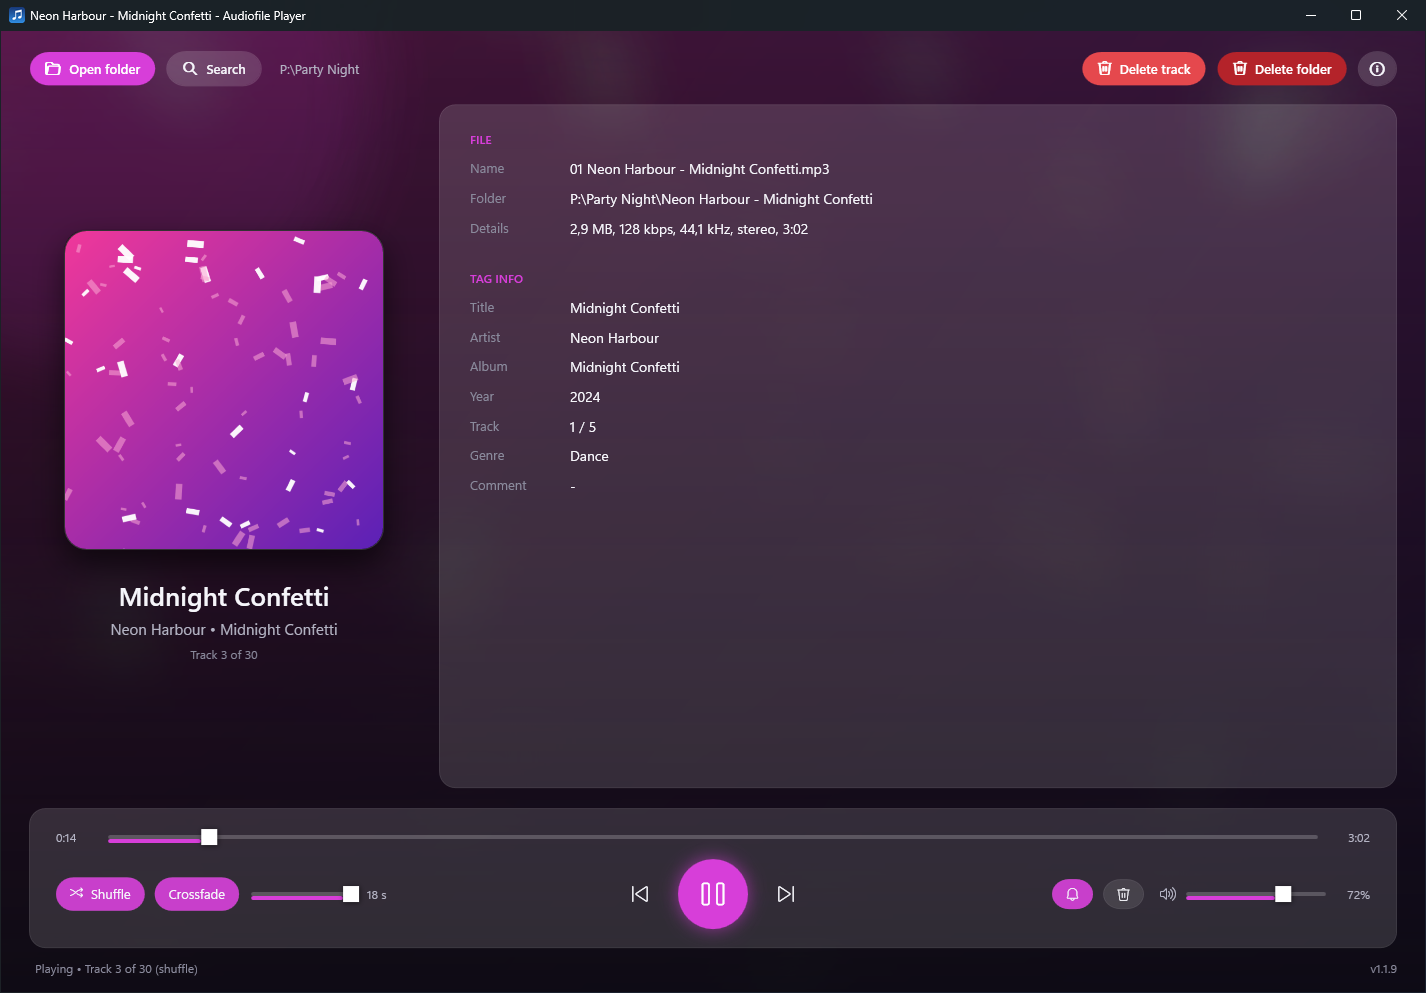 Neon Harbour - Midnight Confetti - Audiofile Player
Open folder
Search
P:\Party Night
Delete track
Delete folder
FILE
Name 01 Neon Harbour - Midnight Confetti.mp3
Folder P:\Party Night\Neon Harbour - Midnight Confetti
Details 2,9 MB, 128 kbps, 44,1 kHz, stereo, 3:02
TAG INFO
Title Midnight Confetti
Artist Neon Harbour
Album Midnight Confetti
Year 2024
Track 1 / 5
Genre Dance
Comment -
Midnight Confetti
Neon Harbour • Midnight Confetti
Track 3 of 30
0:14
3:02
Shuffle
Crossfade
18 s
72%
Playing • Track 3 of 30 (shuffle)
v1.1.9